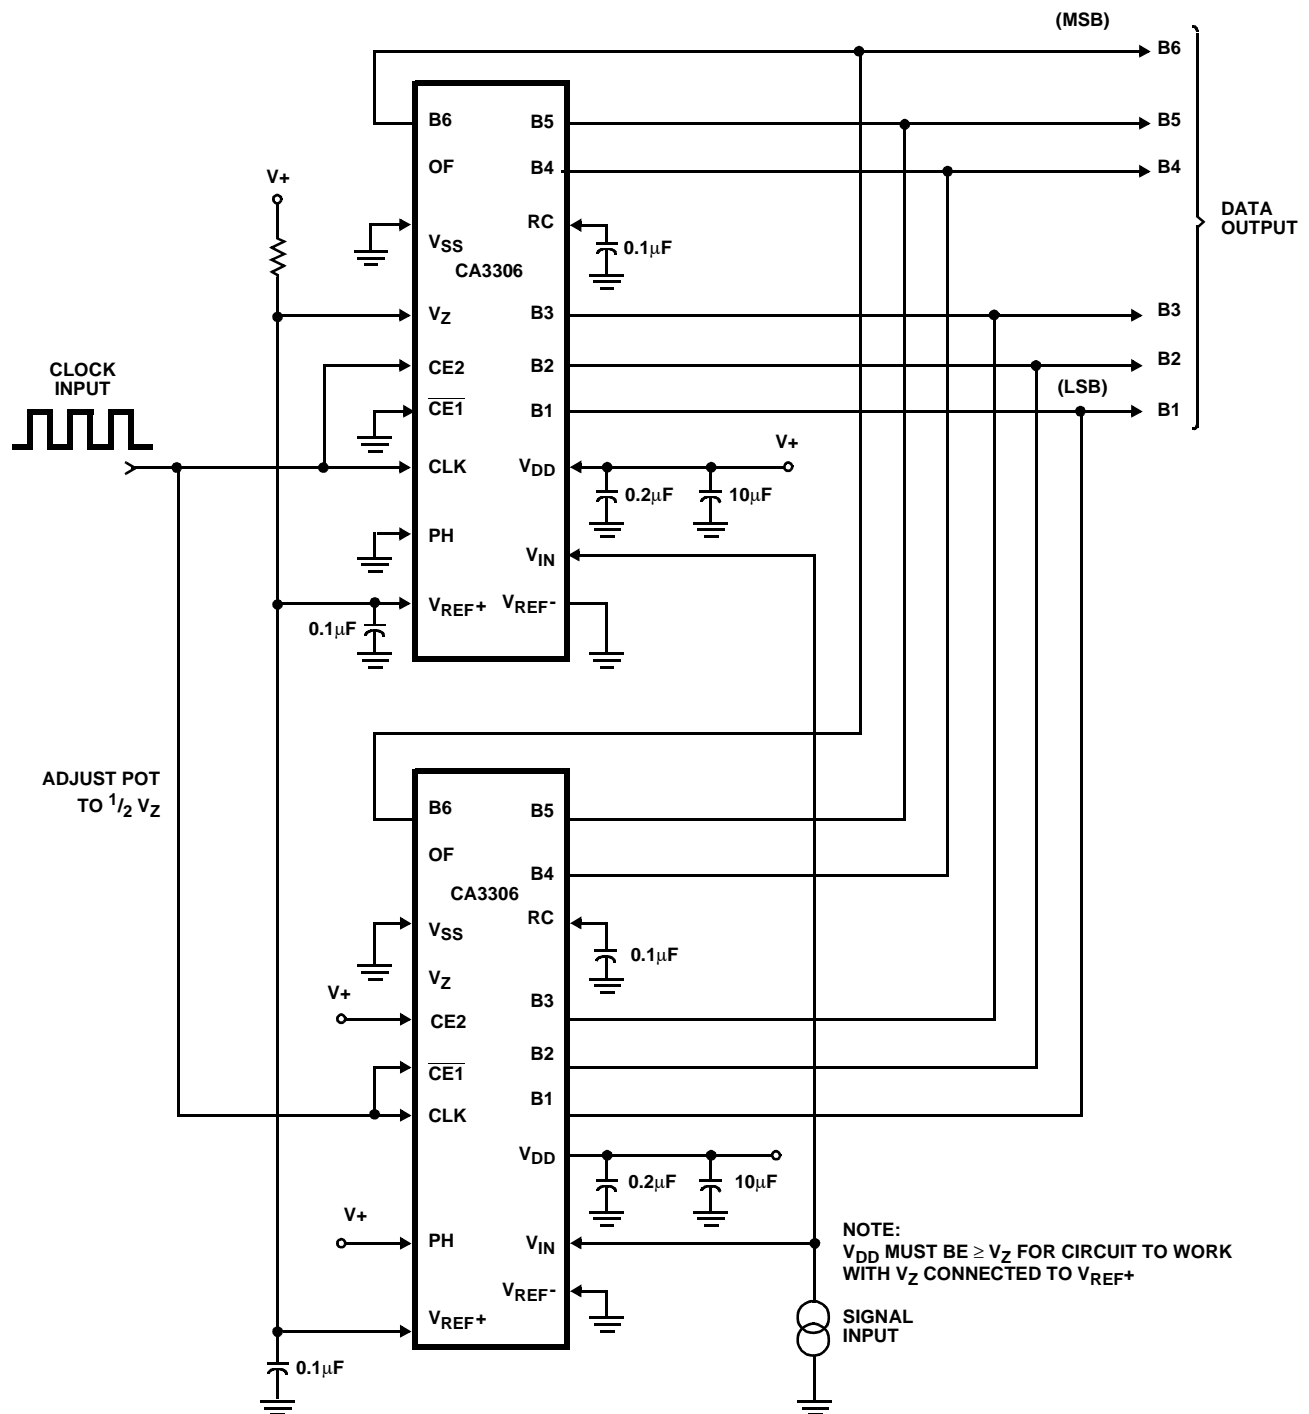 (MSB)
B6
B5
B4
DATA
OUTPUT
B3
B2
(LSB)
B1
B6
OF
VSS
CA3306
VZ
CE2
CE1
CLK
PH
VREF+
B5
B4
RC
0.1μF
B3
B2
B1
VDD
V+
0.2μF
10μF
VIN
VREF-
V+
CLOCK
INPUT
0.1μF
ADJUST POT
TO 1/2 VZ
B6
OF
CA3306
VSS
VZ
V+
CE2
CE1
CLK
V+
PH
VREF+
0.1μF
B5
B4
RC
0.1μF
B3
B2
B1
VDD
0.2μF
10μF
VIN
VREF-
NOTE:
VDD MUST BE ≥ VZ FOR CIRCUIT TO WORK
WITH VZ CONNECTED TO VREF+
SIGNAL
INPUT